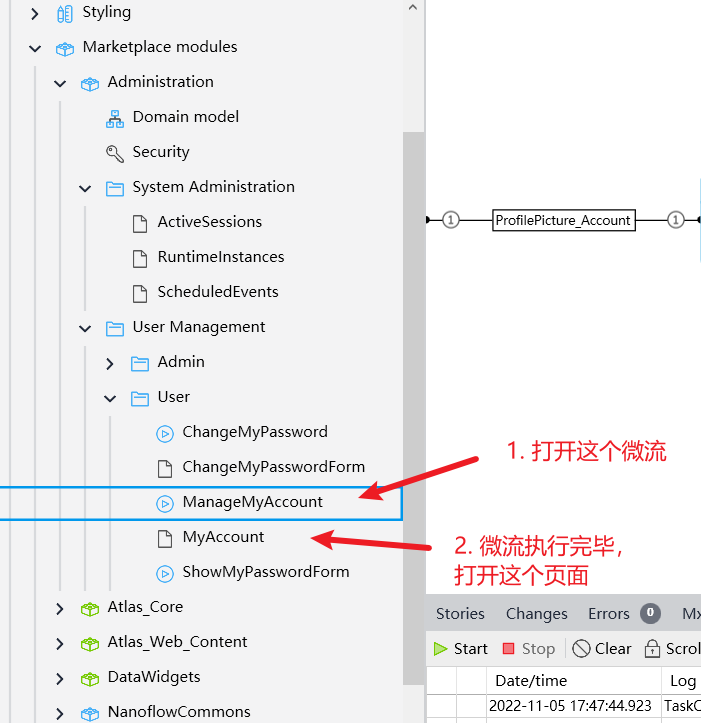 Styling
Marketplace modules
Administration
Domain model
Security
System Administration
ActiveSessions
RuntimeInstances
ScheduledEvents
User Management
Admin
User
ChangeMyPassword
ChangeMyPasswordForm
ManageMyAccount
MyAccount
ShowMyPasswordForm
Atlas_Core
Atlas_Web_Content
DataWidgets
NanoflowCommons
1
ProfilePicture_Account
1
1. 打开这个微流
2. 微流执行完毕，
打开这个页面
Stories Changes Errors 0
Start Stop Clear
Date/time Log
2022-11-05 17:47:44.923